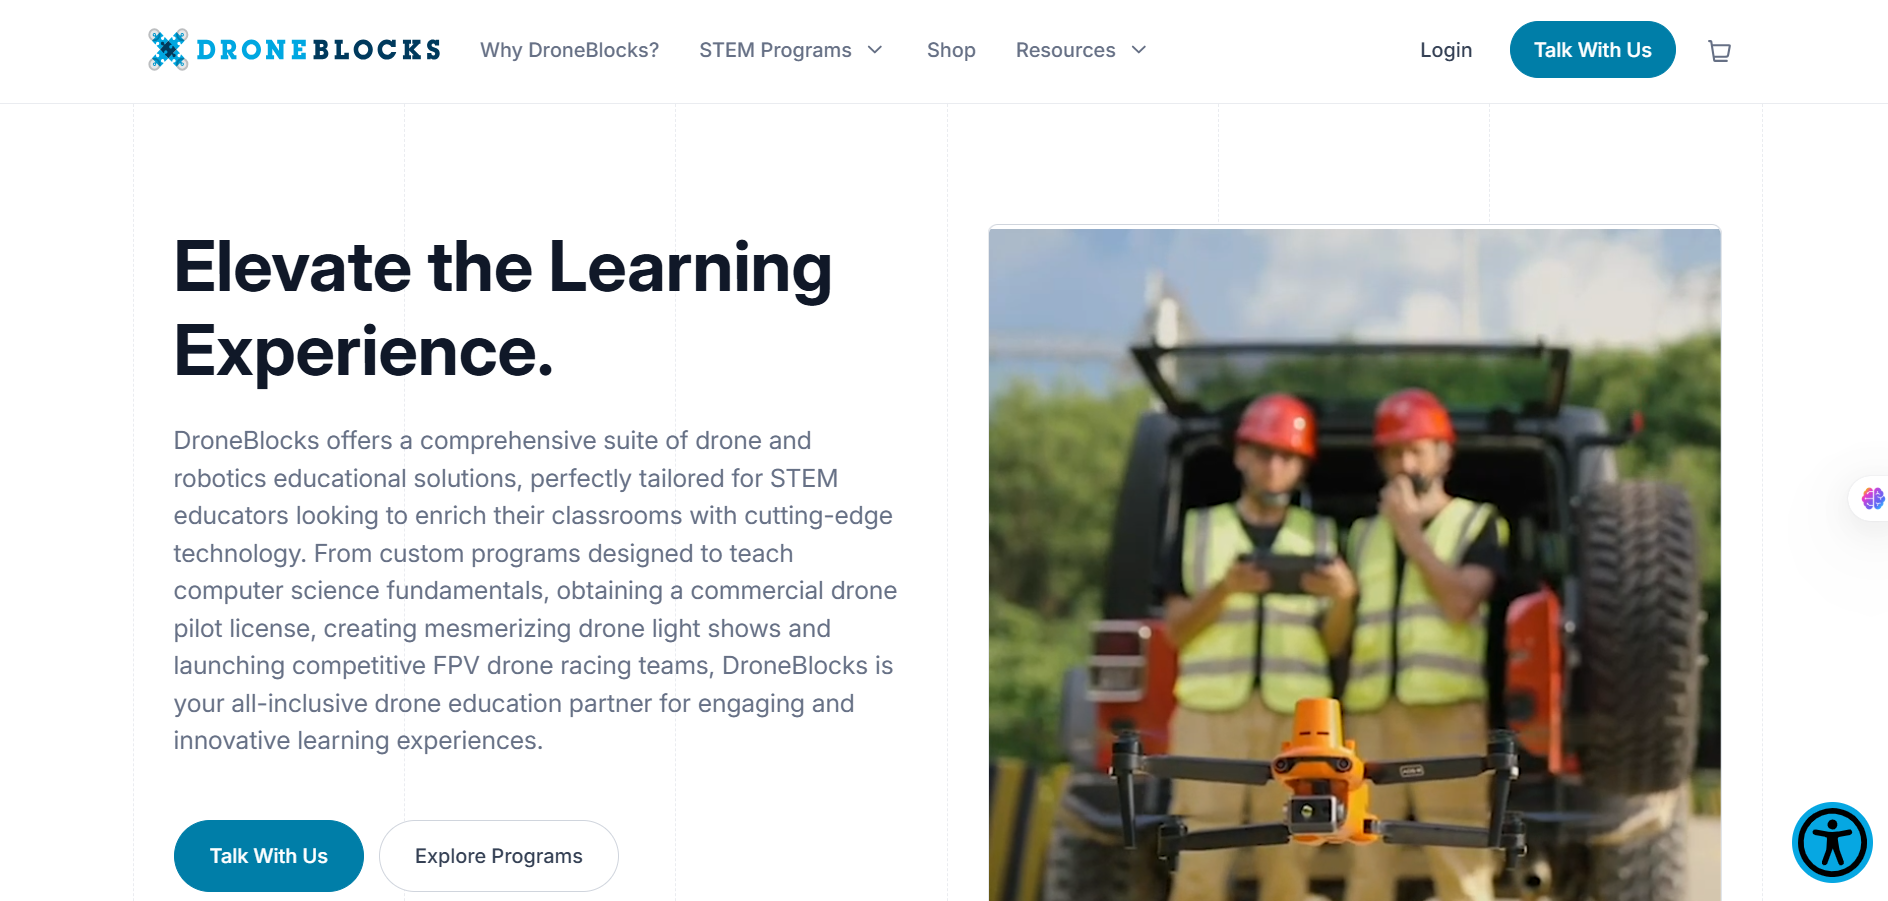 DRONEBLOCKS Why DroneBlocks? STEM Programs Shop Resources Login Talk With Us
Elevate the Learning
Experience.
DroneBlocks offers a comprehensive suite of drone and
robotics educational solutions, perfectly tailored for STEM
educators looking to enrich their classrooms with cutting-edge
technology. From custom programs designed to teach
computer science fundamentals, obtaining a commercial drone
pilot license, creating mesmerizing drone light shows and
launching competitive FPV drone racing teams, DroneBlocks is
your all-inclusive drone education partner for engaging and
innovative learning experiences.
Talk With Us Explore Programs